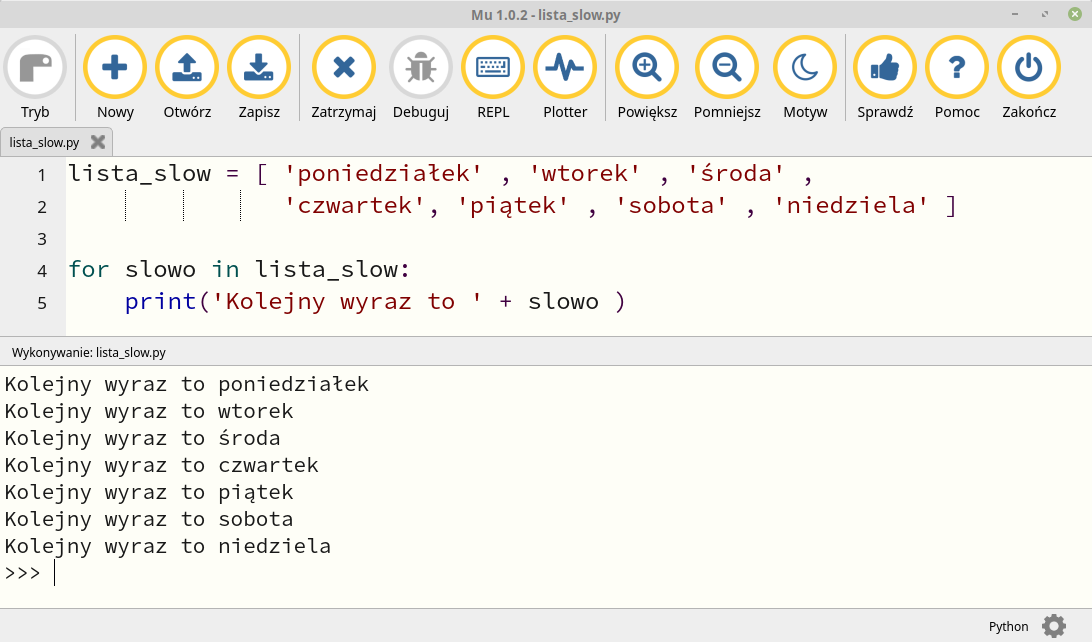 Mu 1.0.2 - lista_slow.py
Tryb Nowy Otwórz Zapisz Zatrzymaj Debuguj REPL Plotter Powiększ Pomniejsz Motyw Sprawdź Pomoc Zakończ
lista_slow.py
1 lista_slow = [ 'poniedziałek' , 'wtorek' , 'środa' ,
2 'czwartek', 'piątek' , 'sobota' , 'niedziela' ]
3
4 for slowo in lista_slow:
5 print('Kolejny wyraz to ' + slowo )
Wykonywanie: lista_slow.py
Kolejny wyraz to poniedziałek
Kolejny wyraz to wtorek
Kolejny wyraz to środa
Kolejny wyraz to czwartek
Kolejny wyraz to piątek
Kolejny wyraz to sobota
Kolejny wyraz to niedziela
>>>
Python